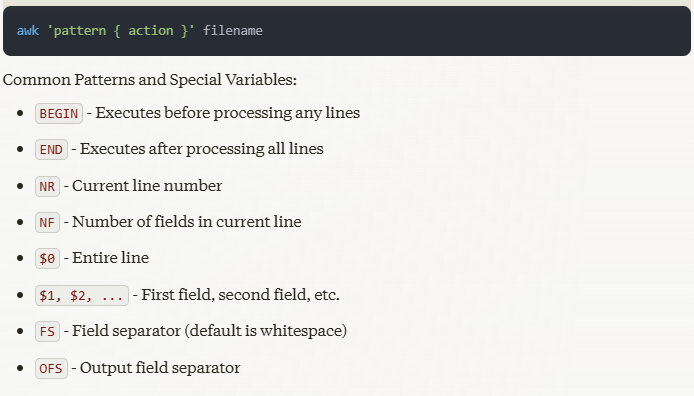 awk 'pattern { action }' filename
Common Patterns and Special Variables:
BEGIN - Executes before processing any lines
END - Executes after processing all lines
NR - Current line number
NF - Number of fields in current line
$0 - Entire line
$1, $2, ... - First field, second field, etc.
FS - Field separator (default is whitespace)
OFS - Output field separator